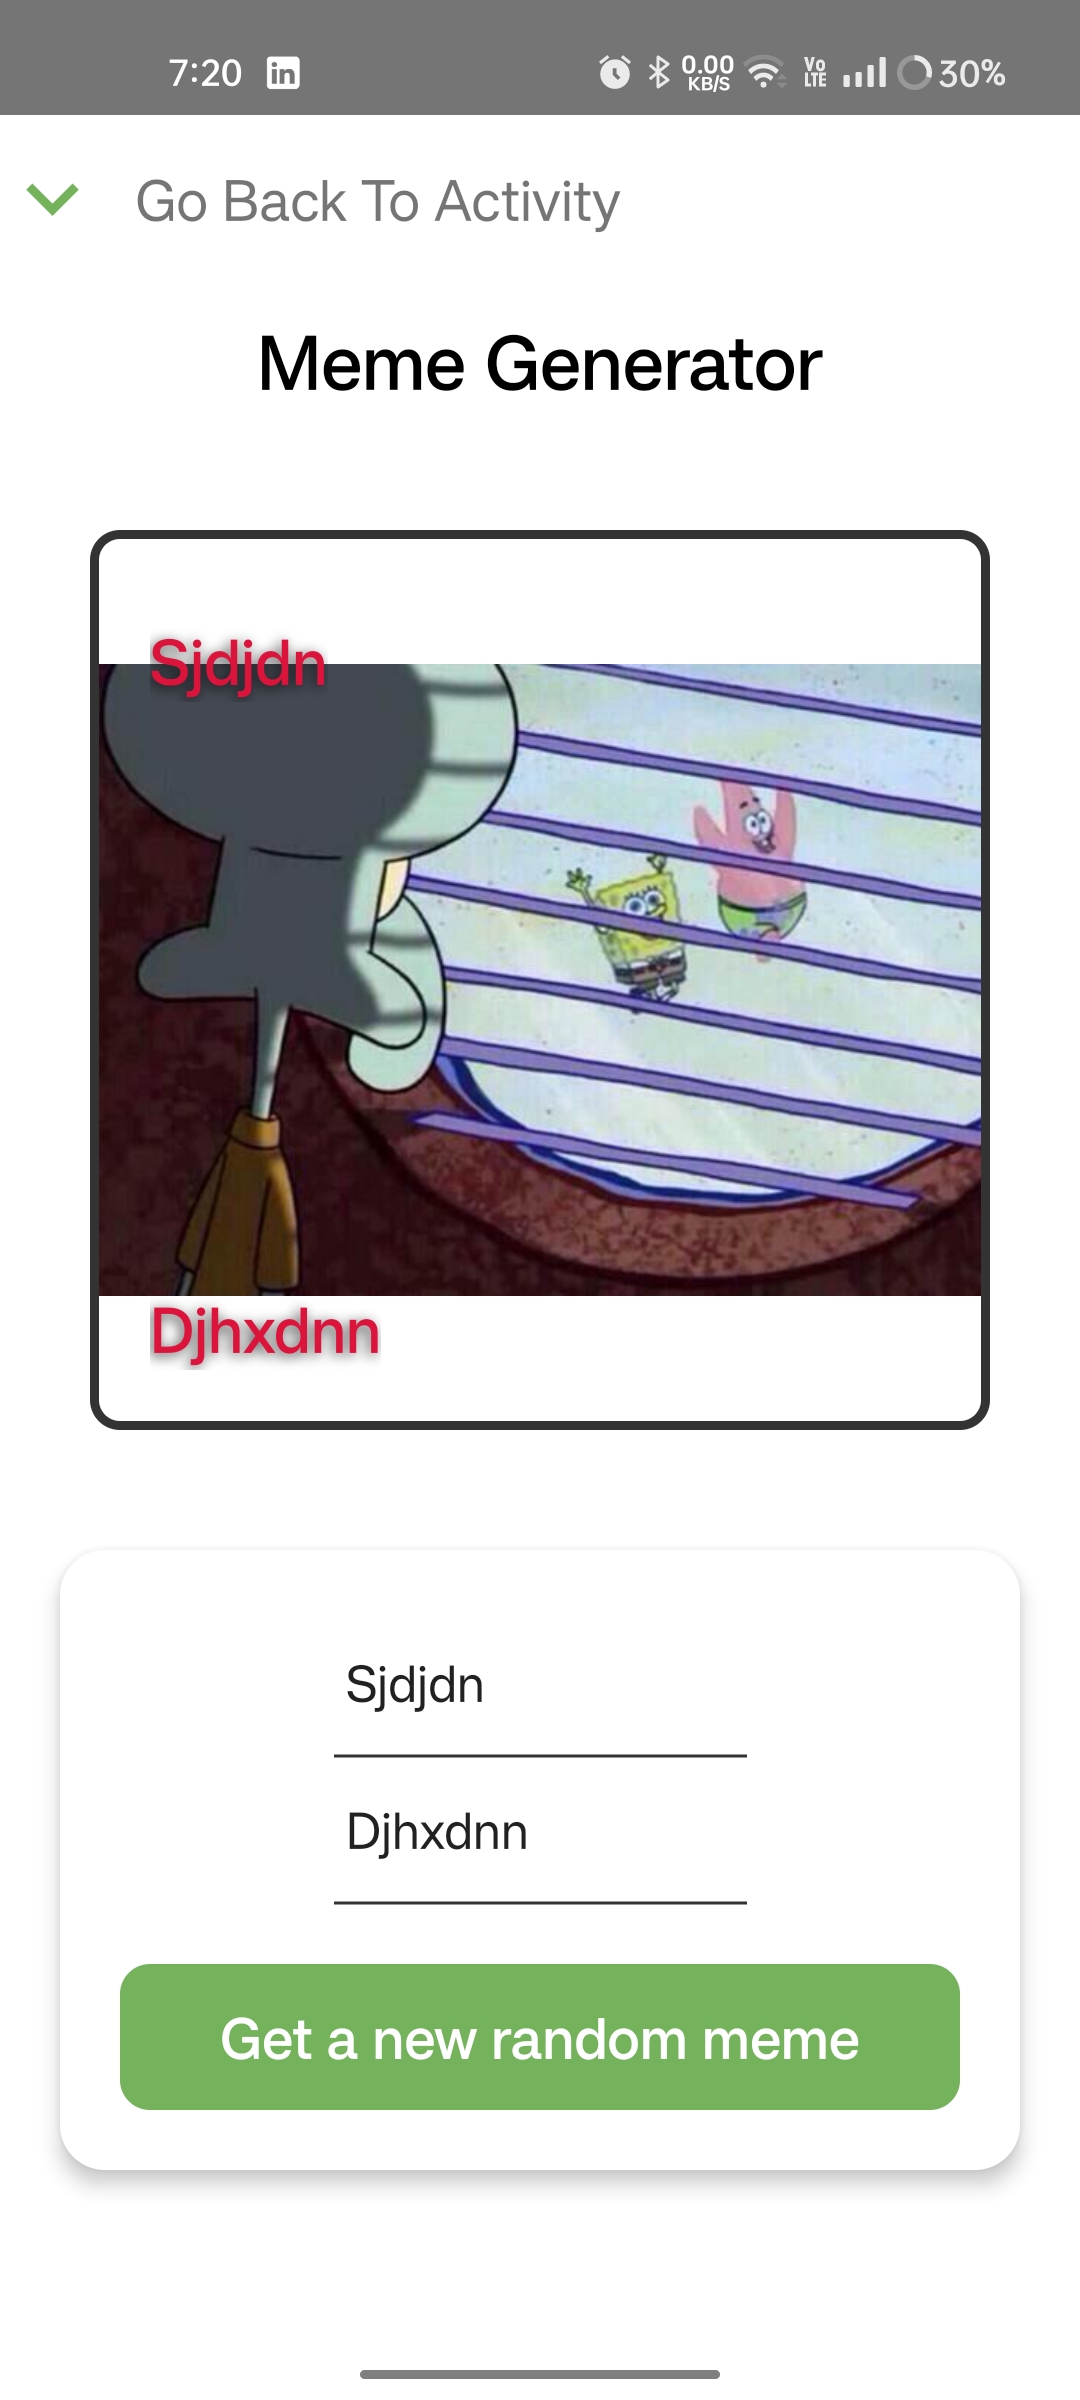 7:20 in 0.00 KB/S Vo LTE 30%
Go Back To Activity
Meme Generator
Sjdjdn
Djhxdnn
Sjdjdn
Djhxdnn
Get a new random meme